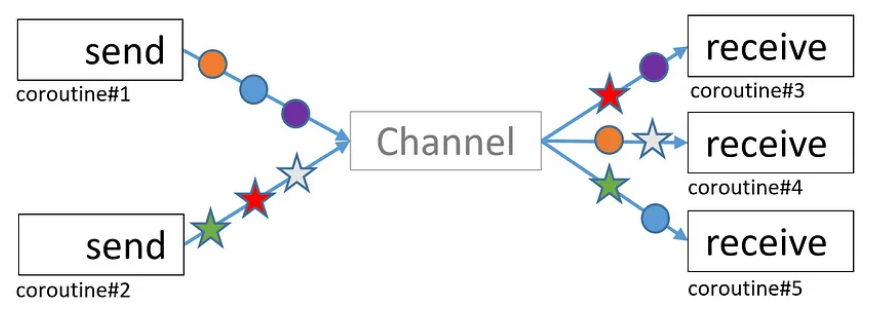 send
coroutine#1
send
coroutine#2
Channel
receive
coroutine#3
receive
coroutine#4
receive
coroutine#5